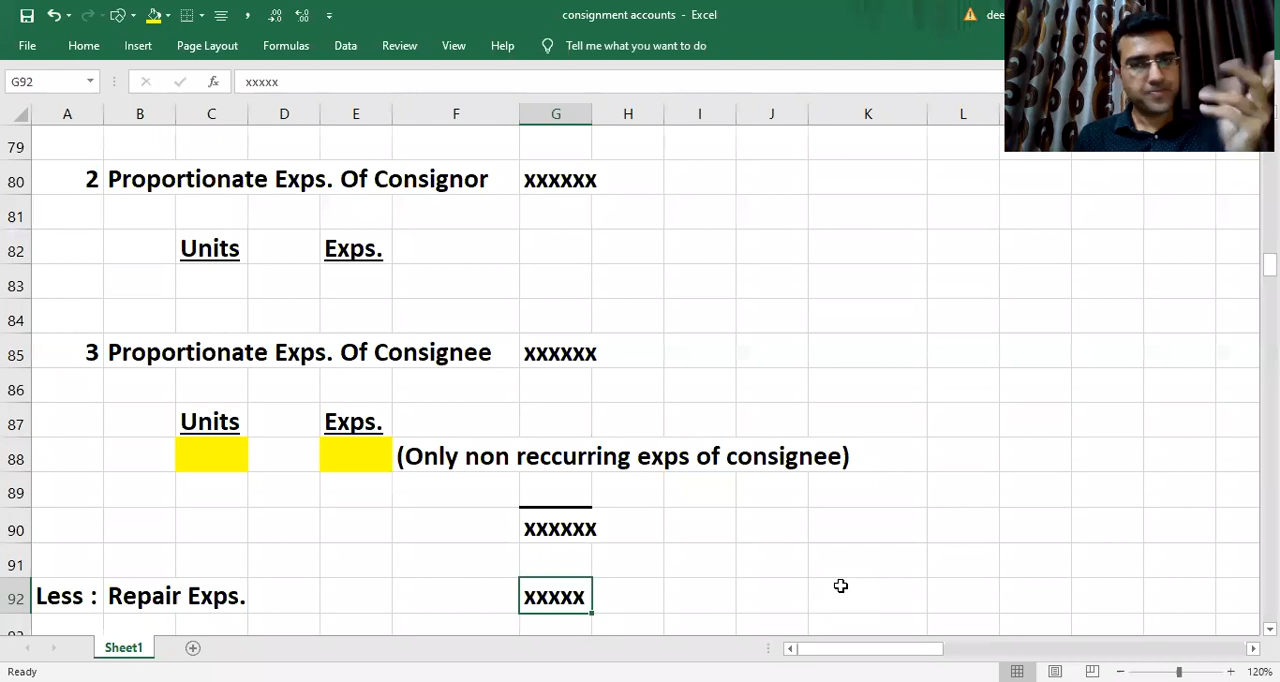 consignment accounts - Excel
dee
File Home Insert Page Layout Formulas Data Review View Help Tell me what you want to do
G92 fx xxxxx
A B C D E F G H I J K L
79
80 2 Proportionate Exps. Of Consignor xxxxxx
81
82 Units Exps.
83
84
85 3 Proportionate Exps. Of Consignee xxxxxx
86
87 Units Exps.
88 (Only non reccurring exps of consignee)
89
90 xxxxxx
91
92 Less : Repair Exps. xxxxx
Sheet1
Ready 120%